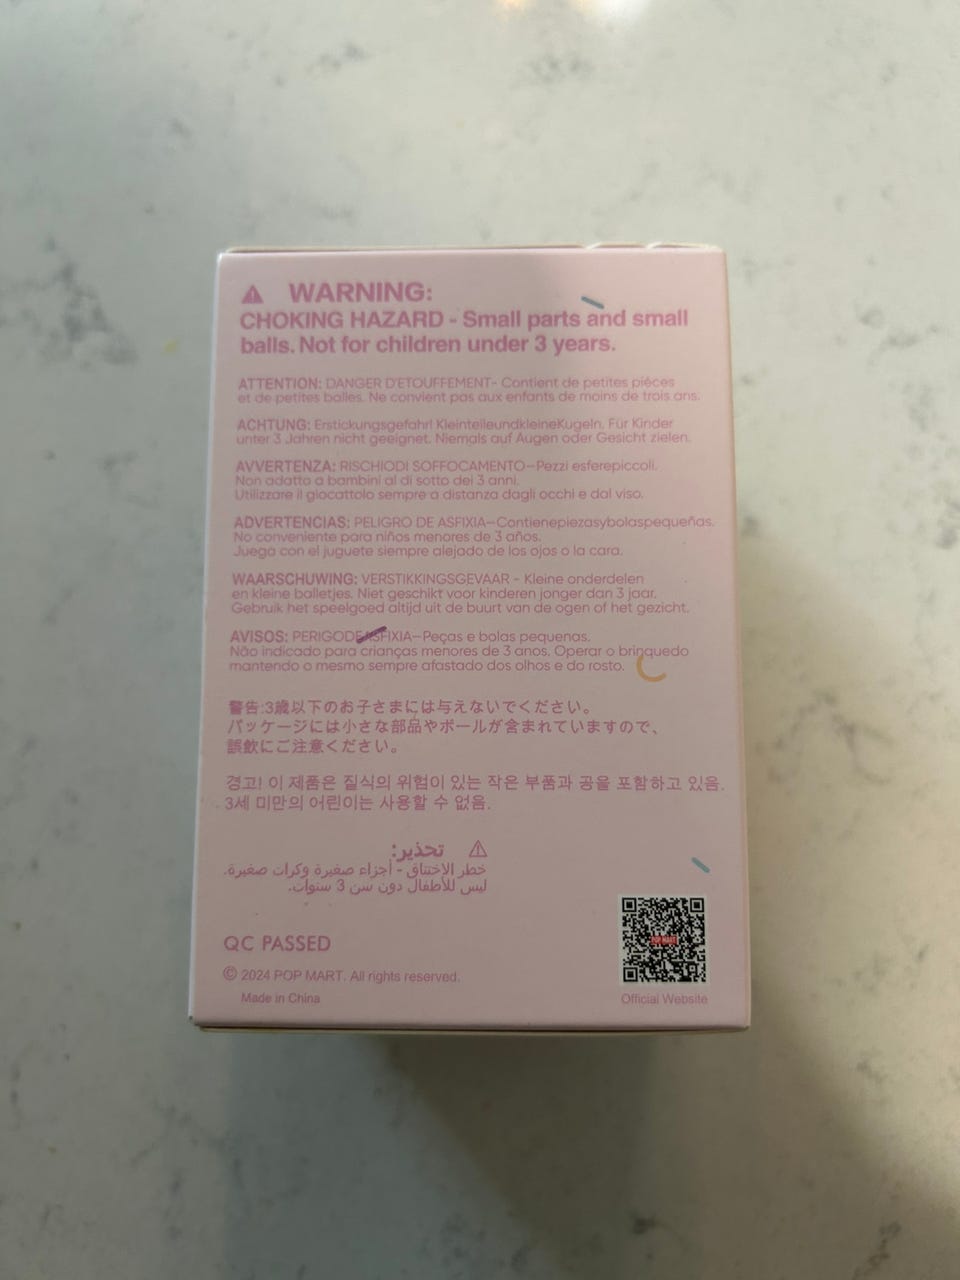 ⚠ WARNING:
CHOKING HAZARD - Small parts and small
balls. Not for children under 3 years.
ATTENTION: DANGER D'ETOUFFEMENT- Contient de petites pièces
et de petites balles. Ne convient pas aux enfants de moins de trois ans.
ACHTUNG: Erstickungsgefahr! KleinteileundkleineKugeln. Für Kinder
unter 3 Jahren nicht geeignet. Niemals auf Augen oder Gesicht zielen.
AVVERTENZA: RISCHIODI SOFFOCAMENTO—Pezzi esferepiccoli.
Non adatto a bambini al di sotto dei 3 anni.
Utilizzare il giocattolo sempre a distanza dagli occhi e dal viso.
ADVERTENCIAS: PELIGRO DE ASFIXIA—Contienepiezasybolaspequeñas.
No conveniente para niños menores de 3 años.
Juega con el juguete siempre alejado de los ojos o la cara.
WAARSCHUWING: VERSTIKKINGSGEVAAR - Kleine onderdelen
en kleine balletjes. Niet geschikt voor kinderen jonger dan 3 jaar.
Gebruik het speelgoed altijd uit de buurt van de ogen of het gezicht.
AVISOS: PERIGODEASFIXIA—Peças e bolas pequenas.
Não indicado para crianças menores de 3 anos. Operar o brinquedo
mantendo o mesmo sempre afastado dos olhos e do rosto.
警告:3歳以下のお子さまには与えないでください。
パッケージには小さな部品やボールが含まれていますので、
誤飲にご注意ください。
경고! 이 제품은 질식의 위험이 있는 작은 부품과 공을 포함하고 있음.
3세 미만의 어린이는 사용할 수 없음.
⚠ تحذير:
خطر الاختناق - أجزاء صغيرة وكرات صغيرة.
ليس للأطفال دون سن 3 سنوات.
QC PASSED
© 2024 POP MART. All rights reserved.
Made in China
POP MART
Official Website